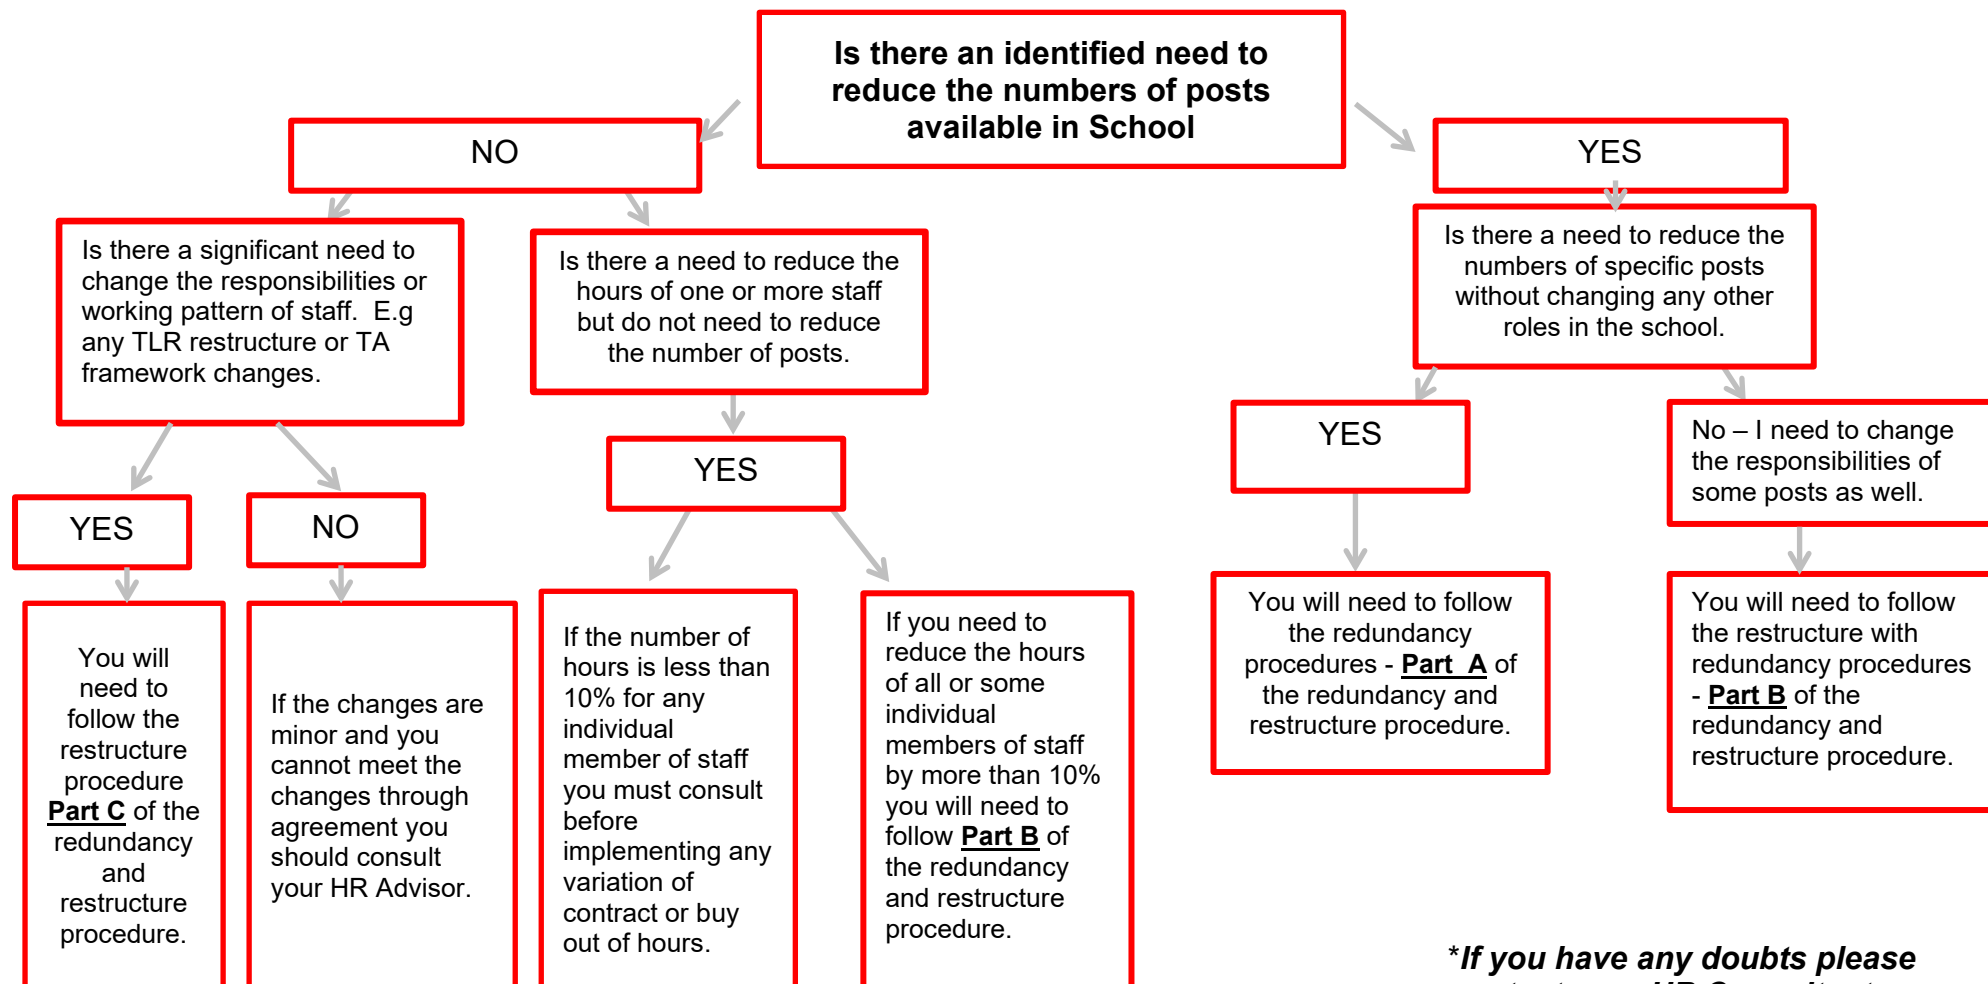 Is there an identified need to
reduce the numbers of posts
available in School
NO
YES
Is there a significant need to
change the responsibilities or
working pattern of staff.  E.g
any TLR restructure or TA
framework changes.
Is there a need to reduce the
hours of one or more staff
but do not need to reduce
the number of posts.
Is there a need to reduce the
numbers of specific posts
without changing any other
roles in the school.
YES
NO
YES
YES
No – I need to change
the responsibilities of
some posts as well.
You will
need to
follow the
restructure
procedure
Part C of the
redundancy
and
restructure
procedure.
If the changes are
minor and you
cannot meet the
changes through
agreement you
should consult
your HR Advisor.
If the number of
hours is less than
10% for any
individual
member of staff
you must consult
before
implementing any
variation of
contract or buy
out of hours.
If you need to
reduce the hours
of all or some
individual
members of staff
by more than 10%
you will need to
follow Part B of
the redundancy
and restructure
procedure.
You will need to follow
the redundancy
procedures - Part  A of
the redundancy and
restructure procedure.
You will need to follow
the restructure with
redundancy procedures
- Part B of the
redundancy and
restructure procedure.
*If you have any doubts please
HR